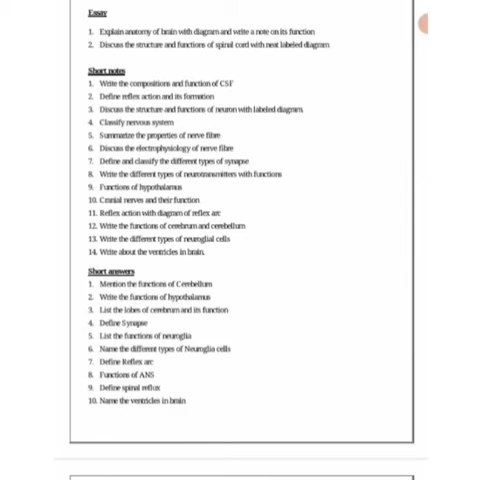 Essay
1. Explain anatomy of brain with diagram and write a note on its function
2. Discuss the structure and functions of spinal cord with neat labeled diagram
Short notes
1. Write the compositions and function of CSF
2. Define reflex action and its formation
3. Discuss the structure and functions of neuron with labeled diagram.
4. Classify nervous system
5. Summarize the properties of nerve fibre
6. Discuss the electrophysiology of nerve fibre
7. Define and classify the different types of synapse
8. Write the different types of neurotransmitters with functions
9. Functions of hypothalamus
10. Cranial nerves and their function
11. Reflex action with diagram of reflex arc
12. Write the functions of cerebrum and cerebellum
13. Write the different types of neuroglial cells
14. Write about the ventricles in brain.
Short answers
1. Mention the functions of Cerebellum
2. Write the functions of hypothalamus
3. List the lobes of cerebrum and its function
4. Define Synapse
5. List the functions of neuroglia
6. Name the different types of Neuroglia cells
7. Define Reflex arc
8. Functions of ANS
9. Define spinal reflux
10. Name the ventricles in brain